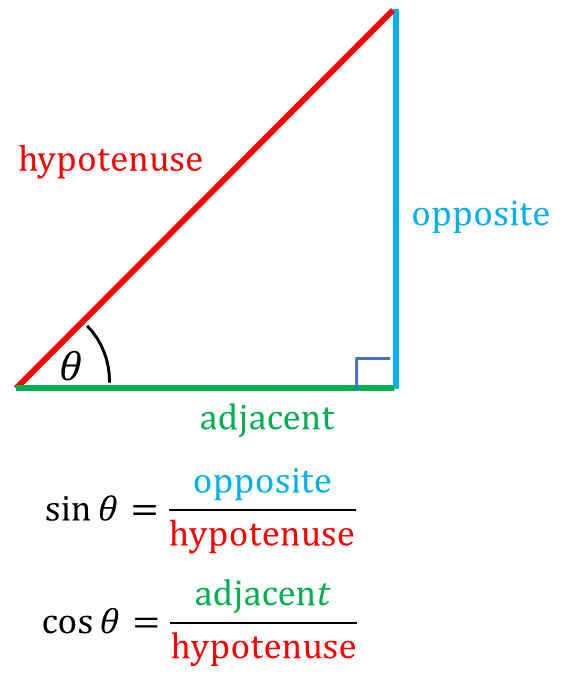 hypotenuse
opposite
θ
adjacent
sin θ = opposite / hypotenuse
cos θ = adjacent / hypotenuse